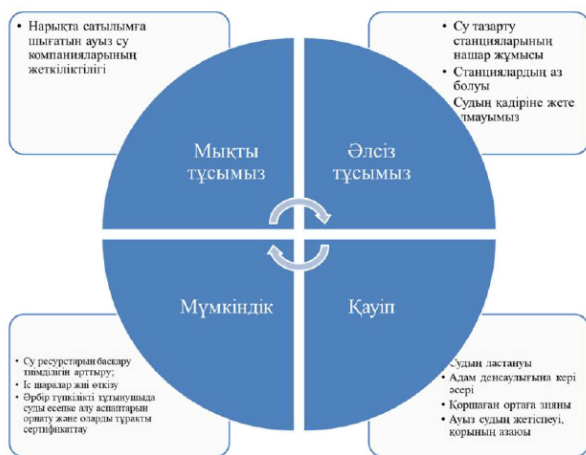 Нарықта сатылымға
шығатын ауыз су
компанияларының
жеткіліктілігі
Су тазарту
станцияларының
нашар жұмысы
Станциялардың аз
болуы
Судың қадіріне жете
алмауымыз
Мықты
тұсымыз
Әлсіз
тұсымыз
Мүмкіндік
Қауіп
Су ресурстарын басқару
тиімділігін арттыру;
Іс шаралар жиі өткізу
Әрбір түпкілікті тұтынушыда
суды есепке алу аспаптарын
орнату және оларды тұрақты
сертификаттау
Судың ластануы
Адам денсаулығына кері
әсері
Қоршаған ортаға зияны
Ауыз судың жетіспеуі,
қорының азаюы